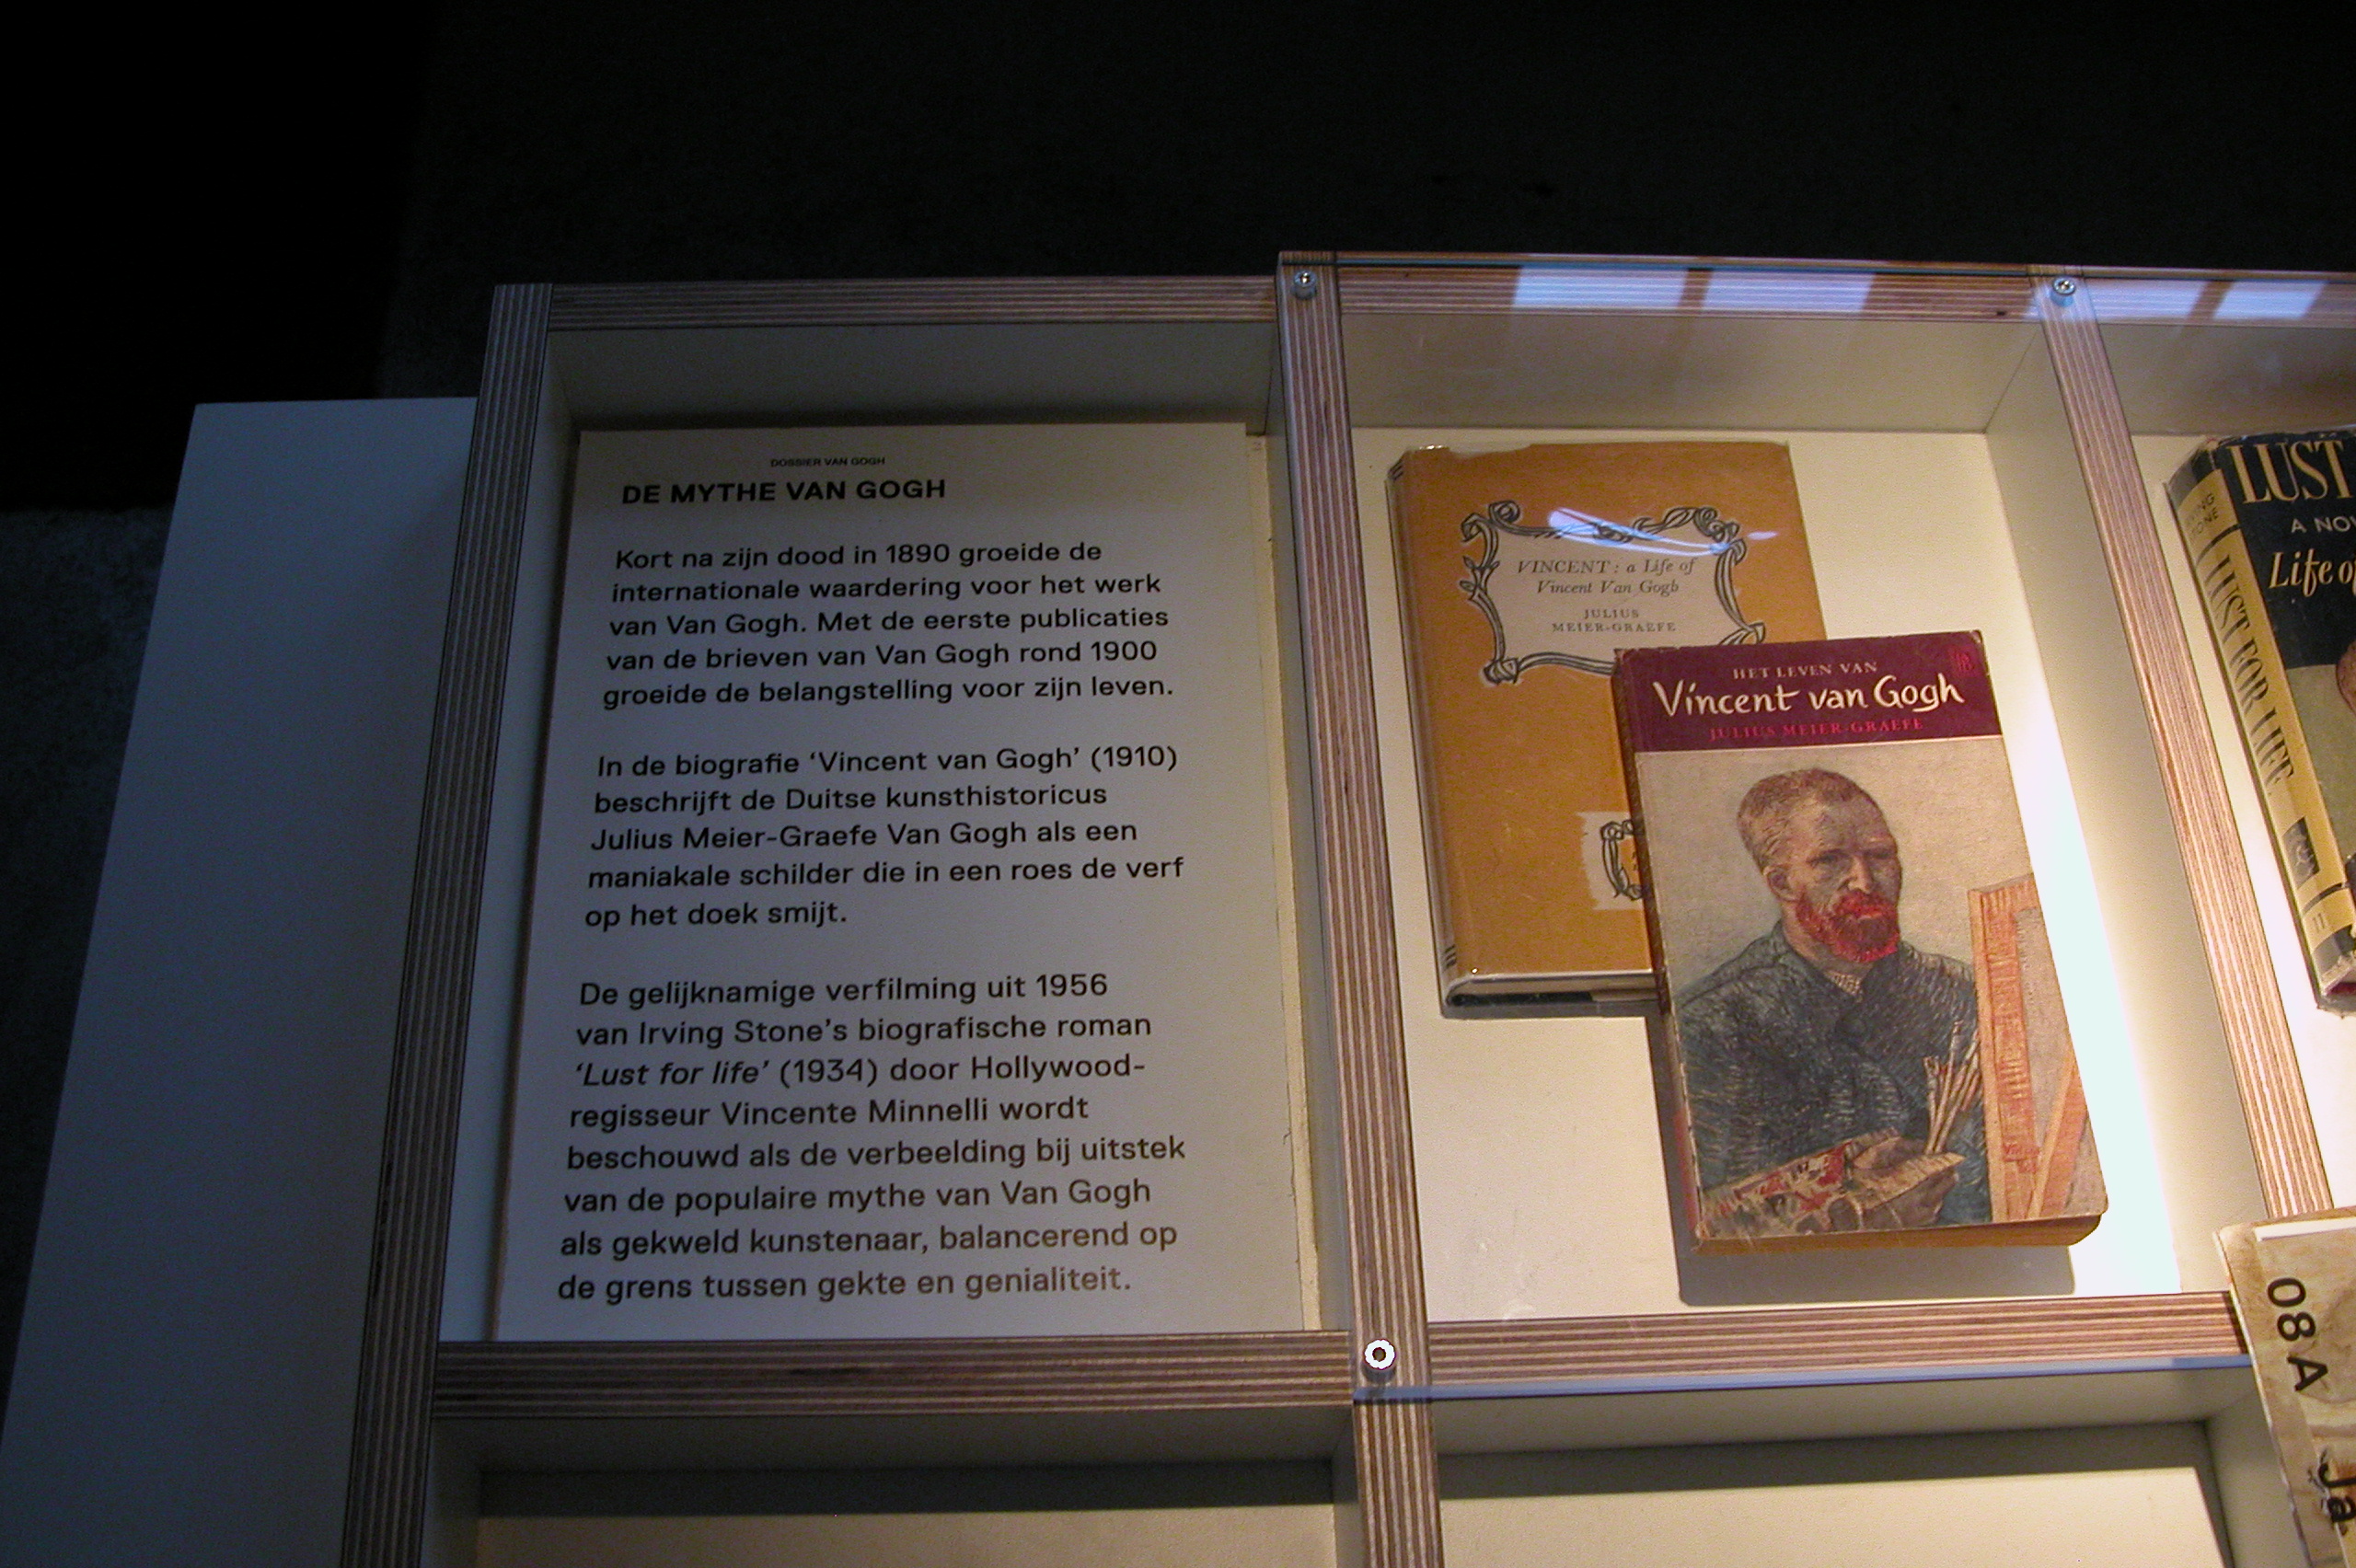 DOSSIER VAN GOGH
DE MYTHE VAN GOGH
Kort na zijn dood in 1890 groeide de
internationale waardering voor het werk
van Van Gogh. Met de eerste publicaties
van de brieven van Van Gogh rond 1900
groeide de belangstelling voor zijn leven.
In de biografie ‘Vincent van Gogh’ (1910)
beschrijft de Duitse kunsthistoricus
Julius Meier-Graefe Van Gogh als een
maniakale schilder die in een roes de verf
op het doek smijt.
De gelijknamige verfilming uit 1956
van Irving Stone’s biografische roman
‘Lust for life’ (1934) door Hollywood-
regisseur Vincente Minnelli wordt
beschouwd als de verbeelding bij uitstek
van de populaire mythe van Van Gogh
als gekweld kunstenaar, balancerend op
de grens tussen gekte en genialiteit.
VINCENT: a Life of
Vincent Van Gogh
JULIUS
MEIER-GRAEFE
HET LEVEN VAN
Vincent van Gogh
JULIUS MEIER-GRAEFE
LUST
A NOV
Life of
LUST FOR LIFE
08 A
Ja